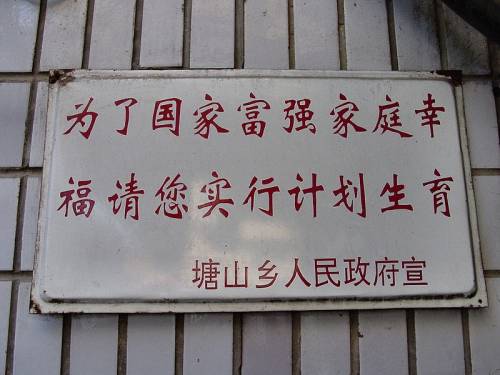 为了国家富强家庭幸
福请您实行计划生育
塘山乡人民政府宣